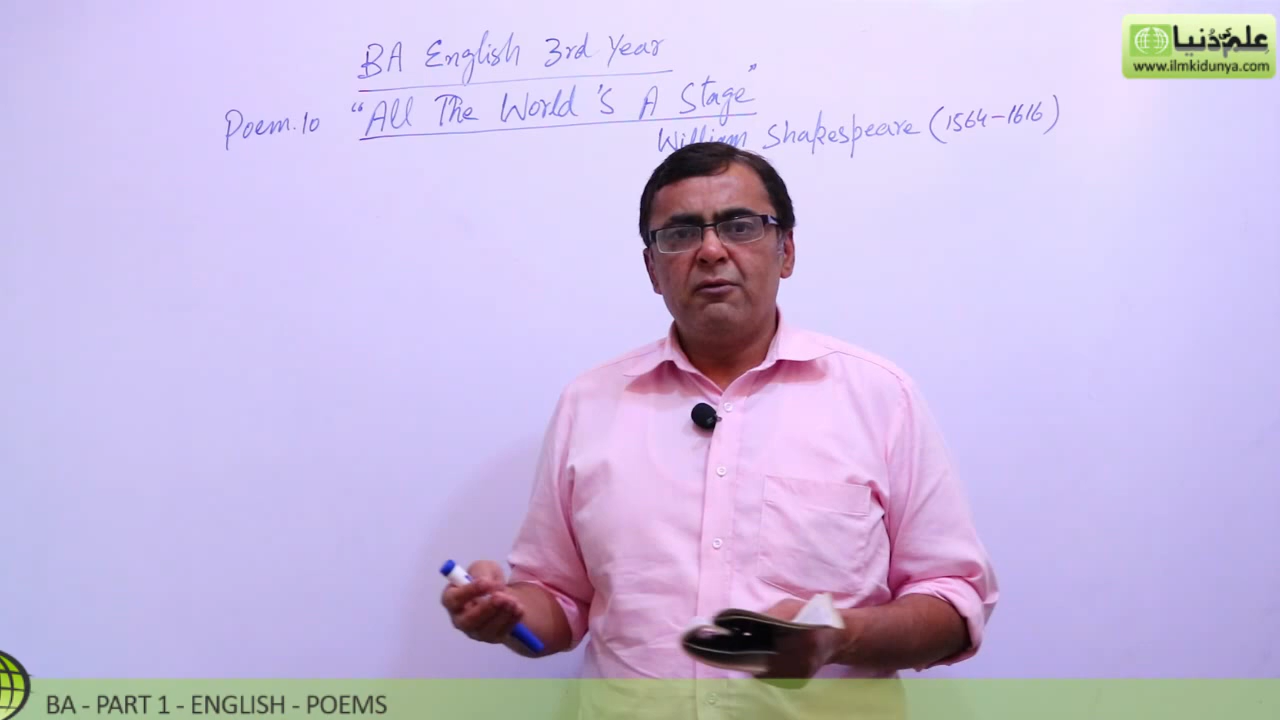 BA English 3rd Year
Poem.10 "All The World's A Stage"
William Shakespeare (1564-1616)
علم کی دُنیا
www.ilmkidunya.com
BA - PART 1 - ENGLISH - POEMS